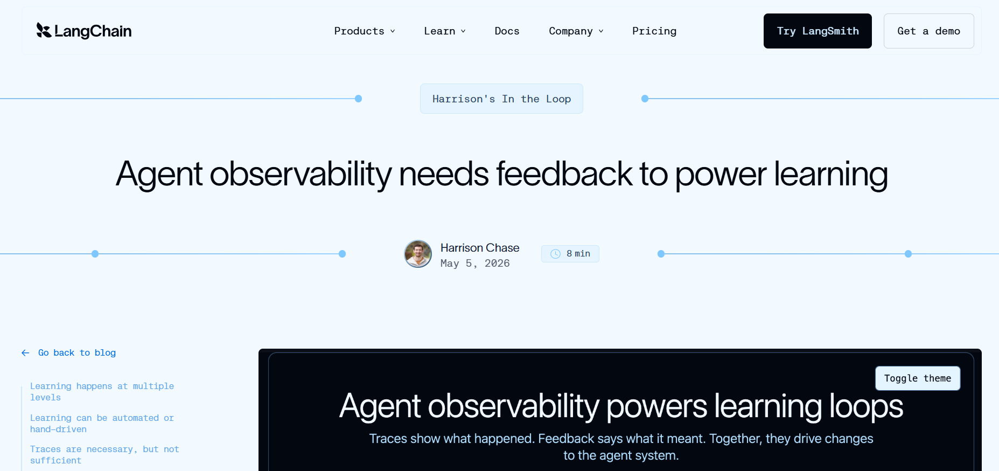 LangChain
Products
Learn
Docs
Company
Pricing
Try LangSmith
Get a demo
Harrison's In the Loop
Agent observability needs feedback to power learning
Harrison Chase
May 5, 2026
8 min
Go back to blog
Learning happens at multiple
levels
Learning can be automated or
hand-driven
Traces are necessary, but not
sufficient
Toggle theme
Agent observability powers learning loops
Traces show what happened. Feedback says what it meant. Together, they drive changes
to the agent system.